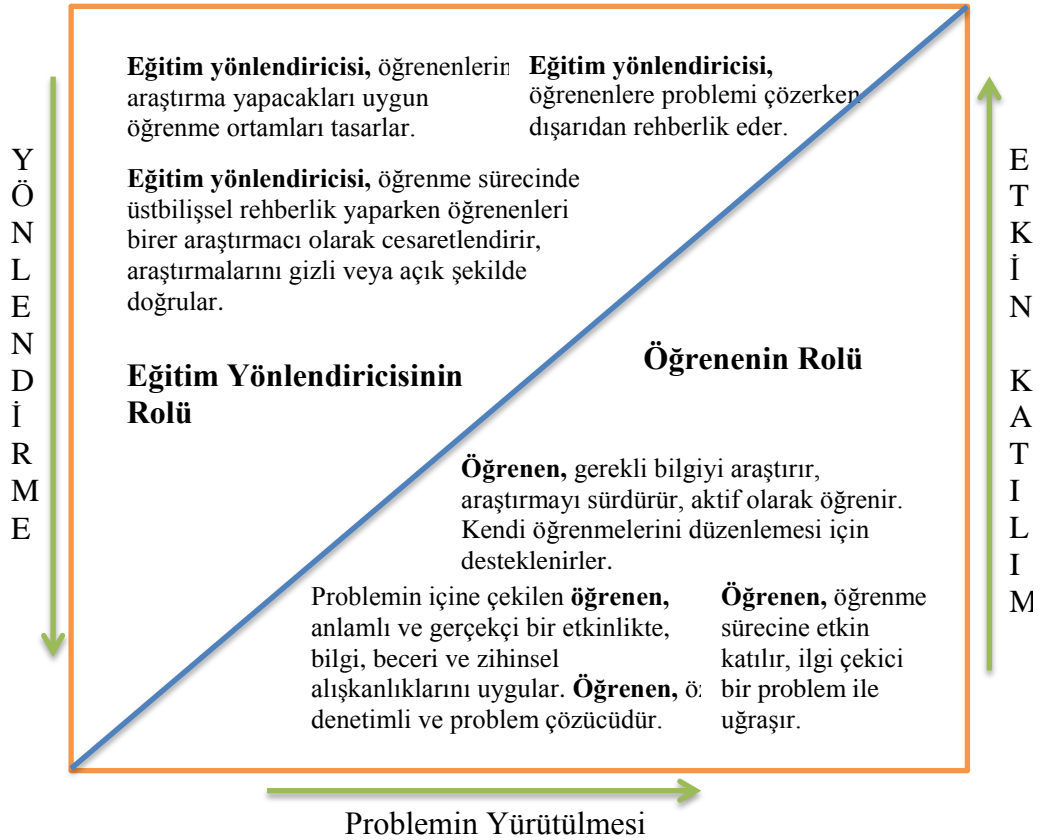 Eğitim yönlendiricisi, öğrenenlerin
araştırma yapacakları uygun
öğrenme ortamları tasarlar.
Eğitim yönlendiricisi,
öğrenenlere problemi çözerken
dışarıdan rehberlik eder.
Eğitim yönlendiricisi, öğrenme sürecinde
üstbilişsel rehberlik yaparken öğrenenleri
birer araştırmacı olarak cesaretlendirir,
araştırmalarını gizli veya açık şekilde
doğrular.
YÖNLENDİRME
Eğitim Yönlendiricisinin
Rolü
Öğrenenin Rolü
ETKİN KATILIM
Öğrenen, gerekli bilgiyi araştırır,
araştırmayı sürdürür, aktif olarak öğrenir.
Kendi öğrenmelerini düzenlemesi için
desteklenirler.
Problemin içine çekilen öğrenen,
anlamlı ve gerçekçi bir etkinlikte,
bilgi, beceri ve zihinsel
alışkanlıklarını uygular. Öğrenen,
denetimli ve problem çözücüdür.
Öğrenen, öğrenme
sürecine etkin
katılır, ilgi çekici
bir problem ile
uğraşır.
Problemin Yürütülmesi